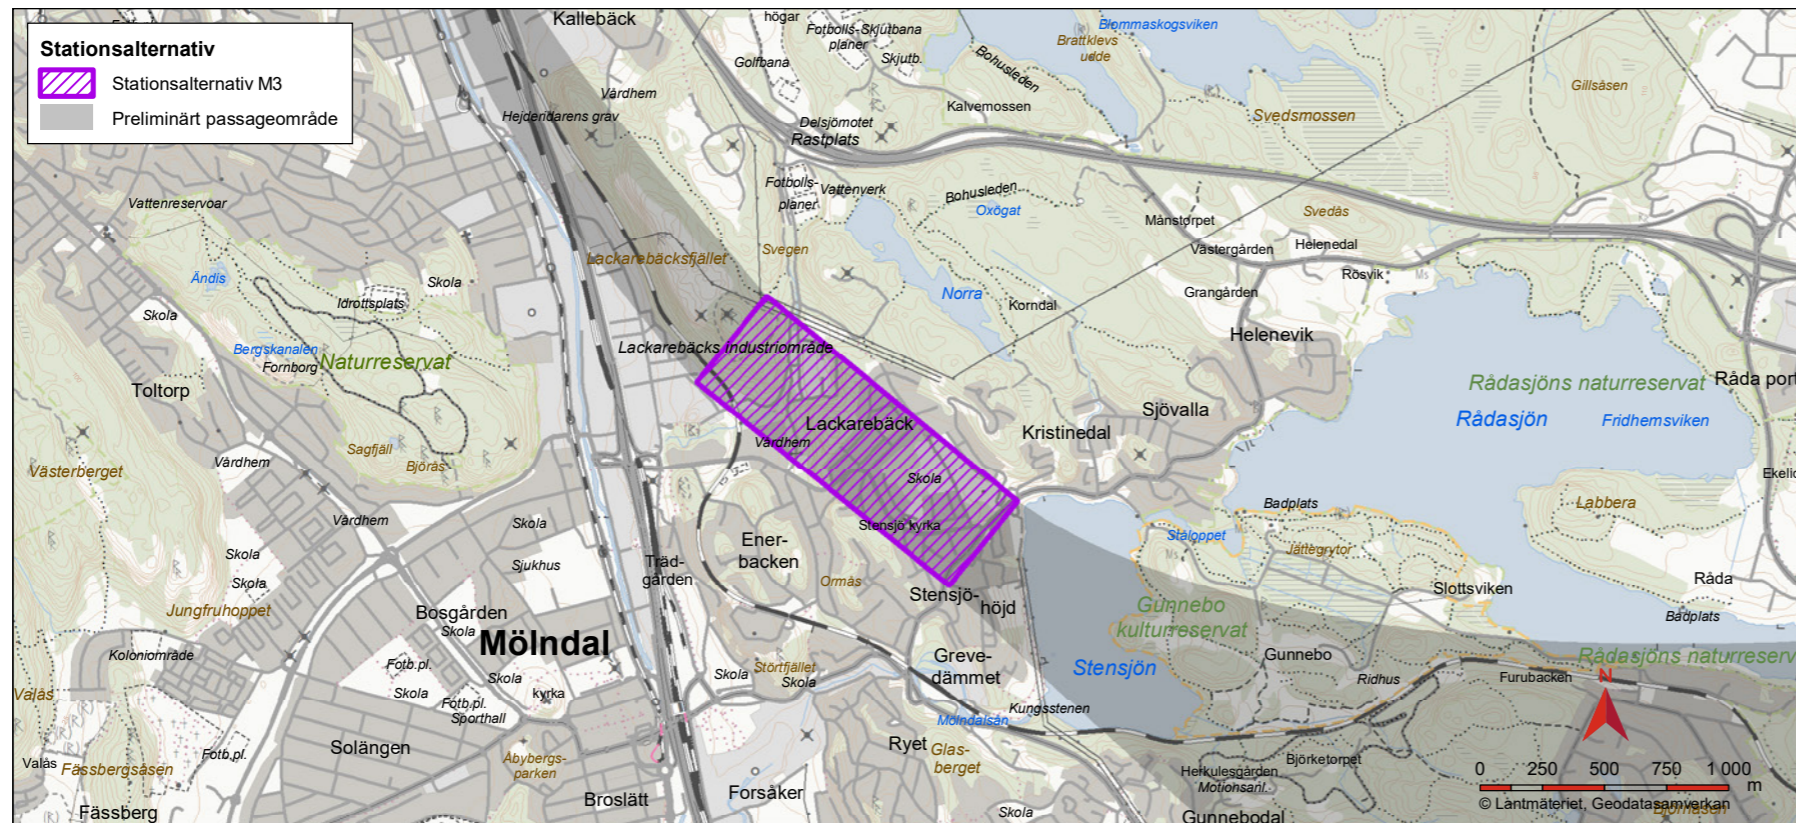 Stationsalternativ
Stationsalternativ M3
Preliminärt passageområde
Kallebäck
högar
Fotbolls-
planer
Skjutbana
Skjutb.
Golfbana
Blommaskogsviken
Brattklevs
udde
Bohusleden
Gillsåsen
Vårdhem
Hejderidarens grav
Kalvemossen
Svedsmossen
Delsjömotet
Rastplats
Fotbolls-
planer
Vattenverk
Bohusleden
Oxögat
Vattenreservoar
Månstorpet
Svedås
Svegen
Lackarebäcksfjället
Västergården
Helenedal
Rösvik
Ändis
Skola
Idrottsplats
Skola
Norra
Korndal
Grangården
Helenevik
Bergskanalen
Fornborg
Naturreservat
Lackarebäcks industriområde
Toltorp
Rådasjöns naturreservat
Råda port
Sjövalla
Rådasjön
Fridhemsviken
Lackarebäck
Kristinedal
Vårdhem
Sagfjäll
Björås
Västerberget
Vårdhem
Skola
Labbera
Badplats
Vårdhem
Skola
Stensjö kyrka
Ståloppet
Jättegrytor
Ener-
backen
Skola
Skola
Sjukhus
Träd-
gården
Ormås
Stensjö-
höjd
Slottsviken
Råda
Badplats
Jungfruhoppet
Bosgården
Skola
Mölndal
Gunnebo
kulturreservat
Koloniområde
Fotb.pl.
Skola
Skola
kyrka
Fotb.pl.
Sporthall
Skola
Störtfjället
Skola
Greve-
dämmet
Stensjön
Gunnebo
Ridhus
Furubacken
Rådasjöns naturreserv
N
Valås
Kungsstenen
Mölndalsån
Solängen
Fotb.pl.
Valås
Fässbergsåsen
Åbybergs-
parken
Ryet
Glas-
berget
Björketorpet
Herkulesgården
Motionsanl.
Broslätt
Forsåker
Skola
Fässberg
Gunnebodal
0 250 500 750 1 000
m
© Lantmäteriet, Geodatasamverkan